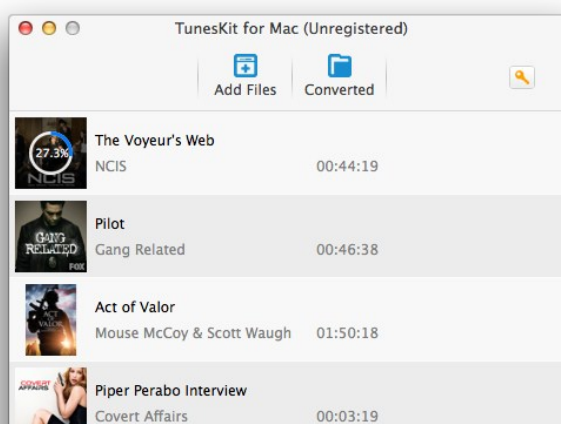 TunesKit for Mac (Unregistered)
Add Files
Converted
27.3%
NCIS
The Voyeur's Web
NCIS
00:44:19
GANG
RELATED
FOX
Pilot
Gang Related
00:46:38
ACT
OF
VALOR
Act of Valor
Mouse McCoy & Scott Waugh
01:50:18
COVERT
AFFAIRS
Piper Perabo Interview
Covert Affairs
00:03:19